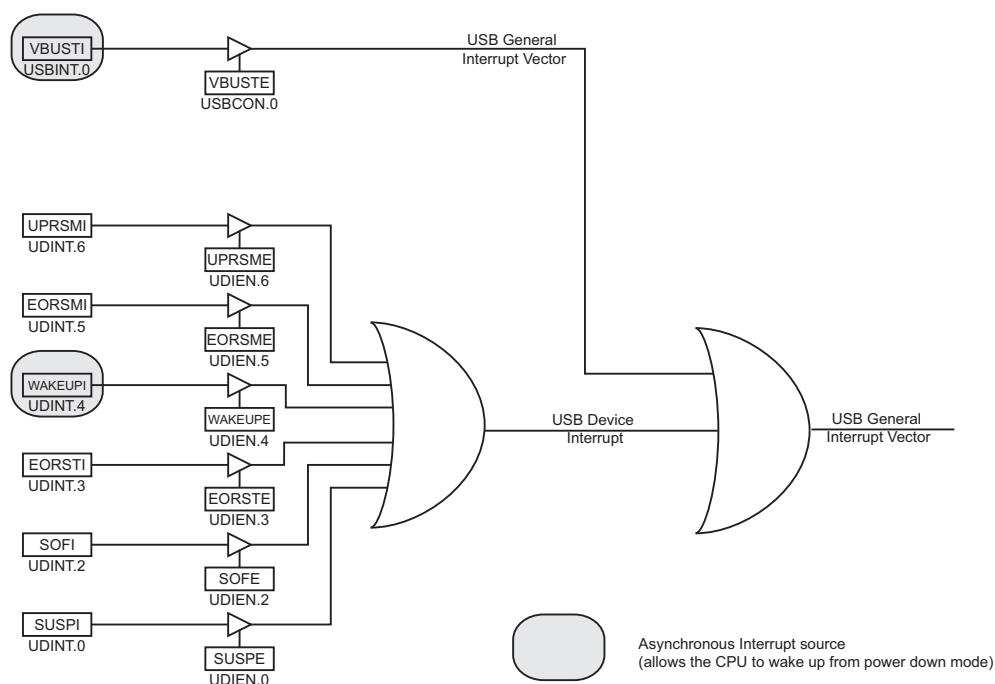 VBUSTI
USBINT.0
VBUSTE
USBCON.0
USB General
Interrupt Vector
UPRSMI
UDINT.6
UPRSME
UDIEN.6
EORSMI
UDINT.5
EORSME
UDIEN.5
WAKEUPI
UDINT.4
WAKEUPE
UDIEN.4
EORSTI
UDINT.3
EORSTE
UDIEN.3
SOFI
UDINT.2
SOFE
UDIEN.2
SUSPI
UDINT.0
SUSPE
UDIEN.0
USB Device
Interrupt
USB General
Interrupt Vector
Asynchronous Interrupt source
(allows the CPU to wake up from power down mode)